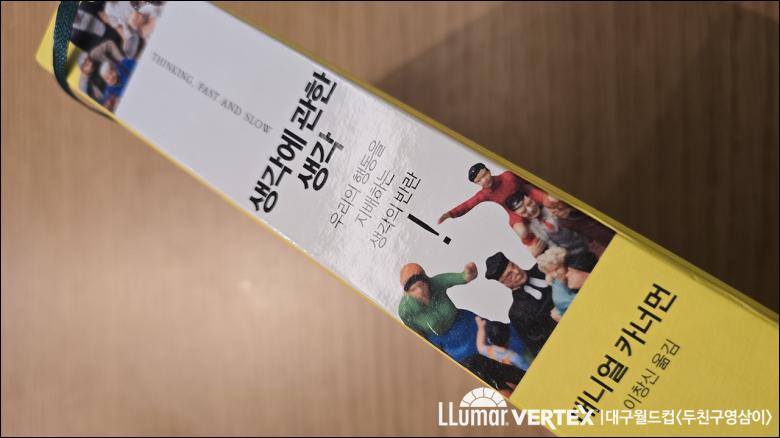 THINKING, FAST AND SLOW
생각에 관한
생각
우리의 행동을
지배하는
생각의 반란
!
대니얼 카너먼
이창신 옮김
LLumar VERTEX | 대구월드컵<두친구영삼이>